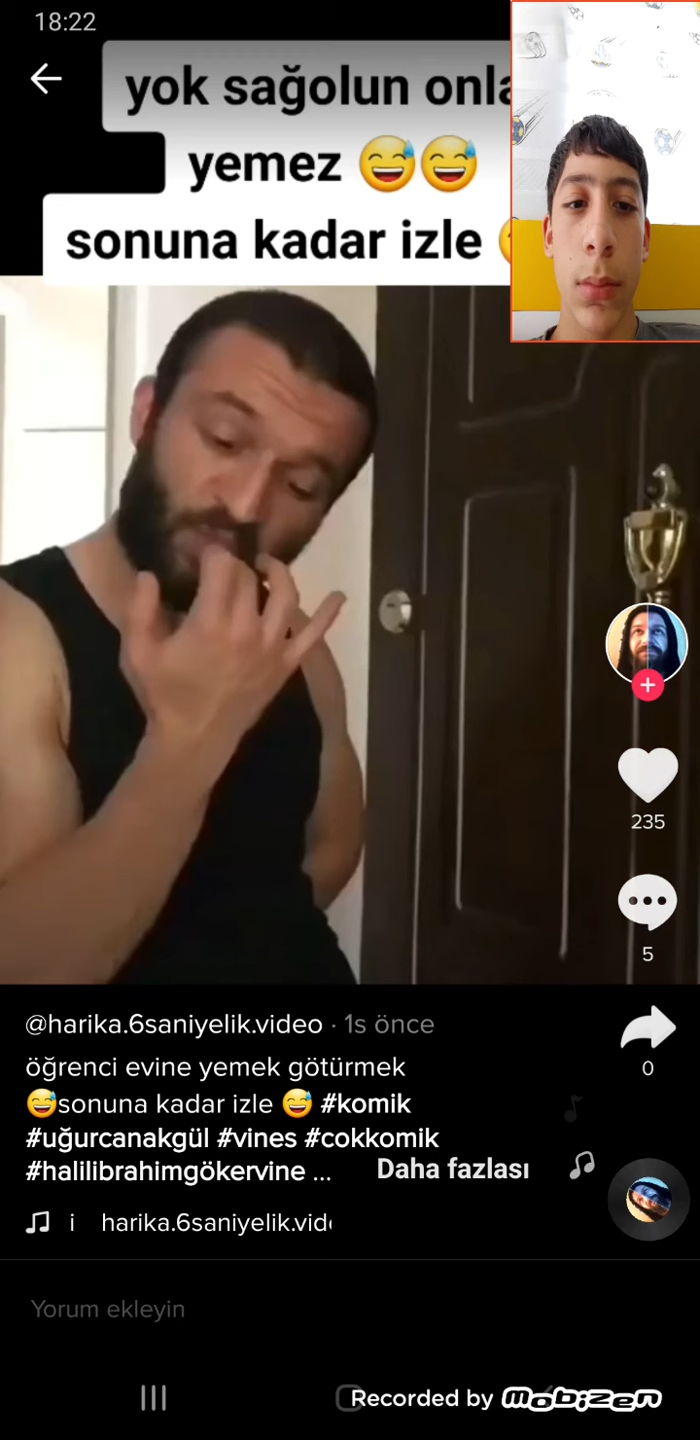 18:22
yok sağolun
yemez 😅😅
sonuna kadar izle
235
5
@harika.6saniyelik.video · 1s önce
0
öğrenci evine yemek götürmek
😅sonuna kadar izle 😅 #komik
#uğurcanakgül #vines #cokkomik
#halilibrahimgökervine ... Daha fazlası
i harika.6saniyelik.vid
Yorum ekleyin
Recorded by Mobizen